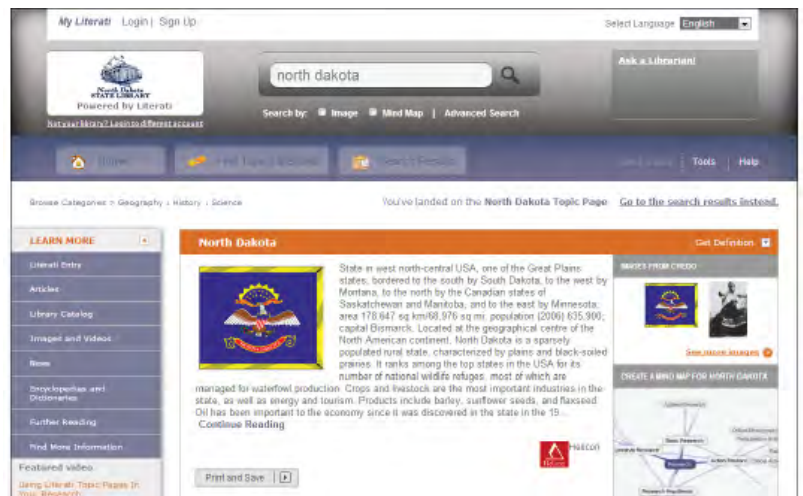 My Literati Login | Sign Up
Select Language English
North Dakota
STATE LIBRARY
Powered by Literati
Not your library? Login to different account
north dakota
Search by: Image Mind Map | Advanced Search
Ask a Librarian!
Home
Find Topic Pages
Search Results
Tools | Help
Browse Categories > Geography : History : Science
You've landed on the North Dakota Topic Page Go to the search results instead.
LEARN MORE
Literati Entry
Articles
Library Catalog
Images and Videos
News
Encyclopedias and
Dictionaries
Further Reading
Find More Information
Featured video
Using Literati Topic Pages In
Your Research
North Dakota
Get Definition
State in west north-central USA, one of the Great Plains
states, bordered to the south by South Dakota, to the west by
Montana, to the north by the Canadian states of
Saskatchewan and Manitoba, and to the east by Minnesota;
area 178,647 sq km/68,976 sq mi; population (2006) 635,900;
capital Bismarck. Located at the geographical centre of the
North American continent, North Dakota is a sparsely
populated rural state, characterized by plains and black-soiled
prairies. It ranks among the top states in the USA for its
number of national wildlife refuges, most of which are
managed for waterfowl production. Crops and livestock are the most important industries in the
state, as well as energy and tourism. Products include barley, sunflower seeds, and flaxseed.
Oil has been important to the economy since it was discovered in the state in the 19...
Continue Reading
Helicon
Print and Save
IMAGES FROM CREDO
See more images
CREATE A MIND MAP FOR NORTH DAKOTA
Basic Research
Research